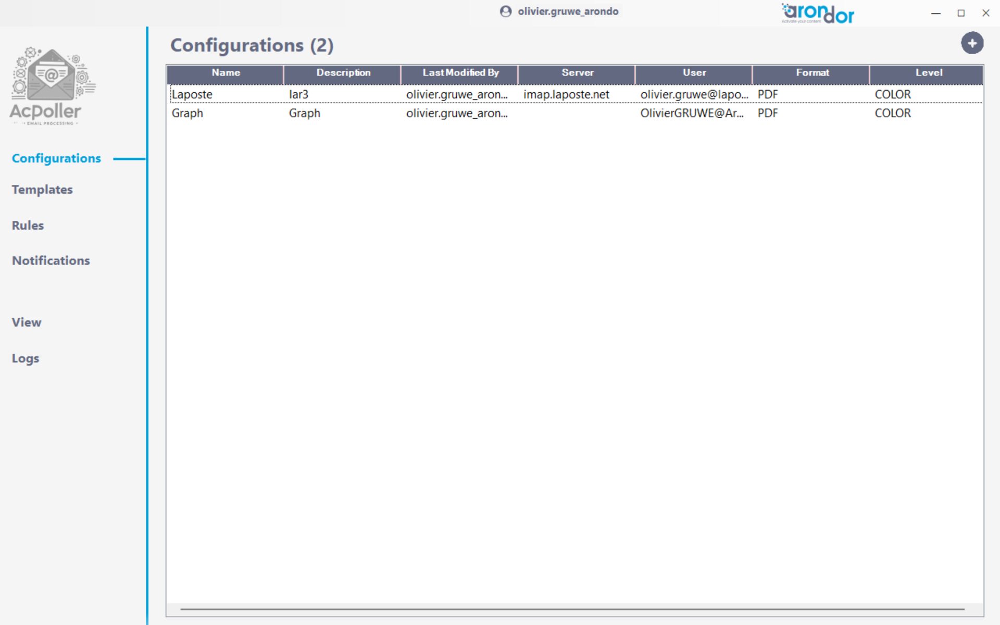 olivier.gruwe_arondo
arondor
Activate your content
AcPoller
EMAIL PROCESSING
Configurations
Templates
Rules
Notifications
View
Logs
Configurations (2)
Name Description Last Modified By Server User Format Level
Laposte lar3 olivier.gruwe_aron... imap.laposte.net olivier.gruwe@lapo... PDF COLOR
Graph Graph olivier.gruwe_aron... OlivierGRUWE@Ar... PDF COLOR